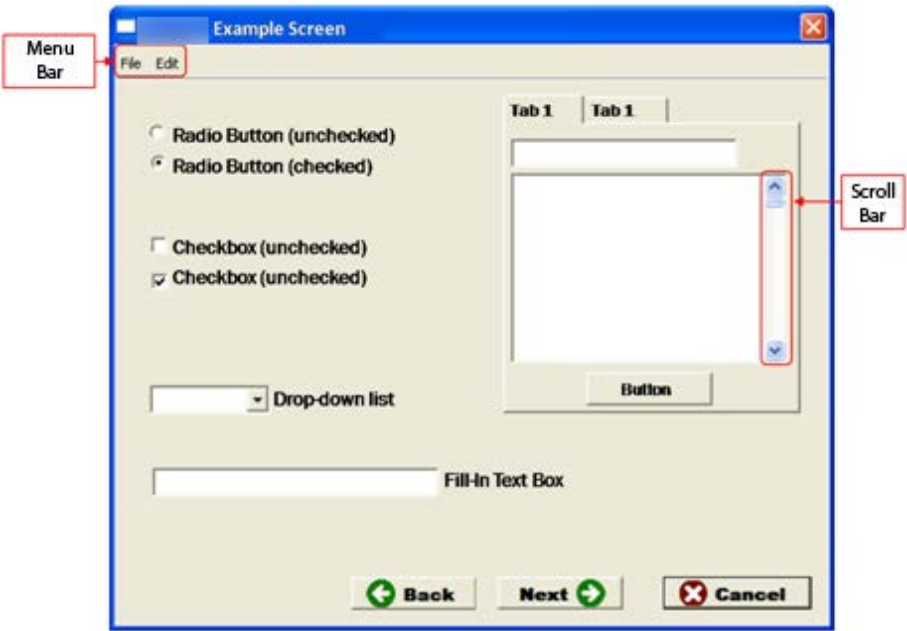 Example Screen
Menu
Bar
File Edit
Tab 1 Tab 1
Radio Button (unchecked)
Radio Button (checked)
Scroll
Bar
Checkbox (unchecked)
Checkbox (unchecked)
Button
Drop-down list
Fill-In Text Box
Back Next Cancel